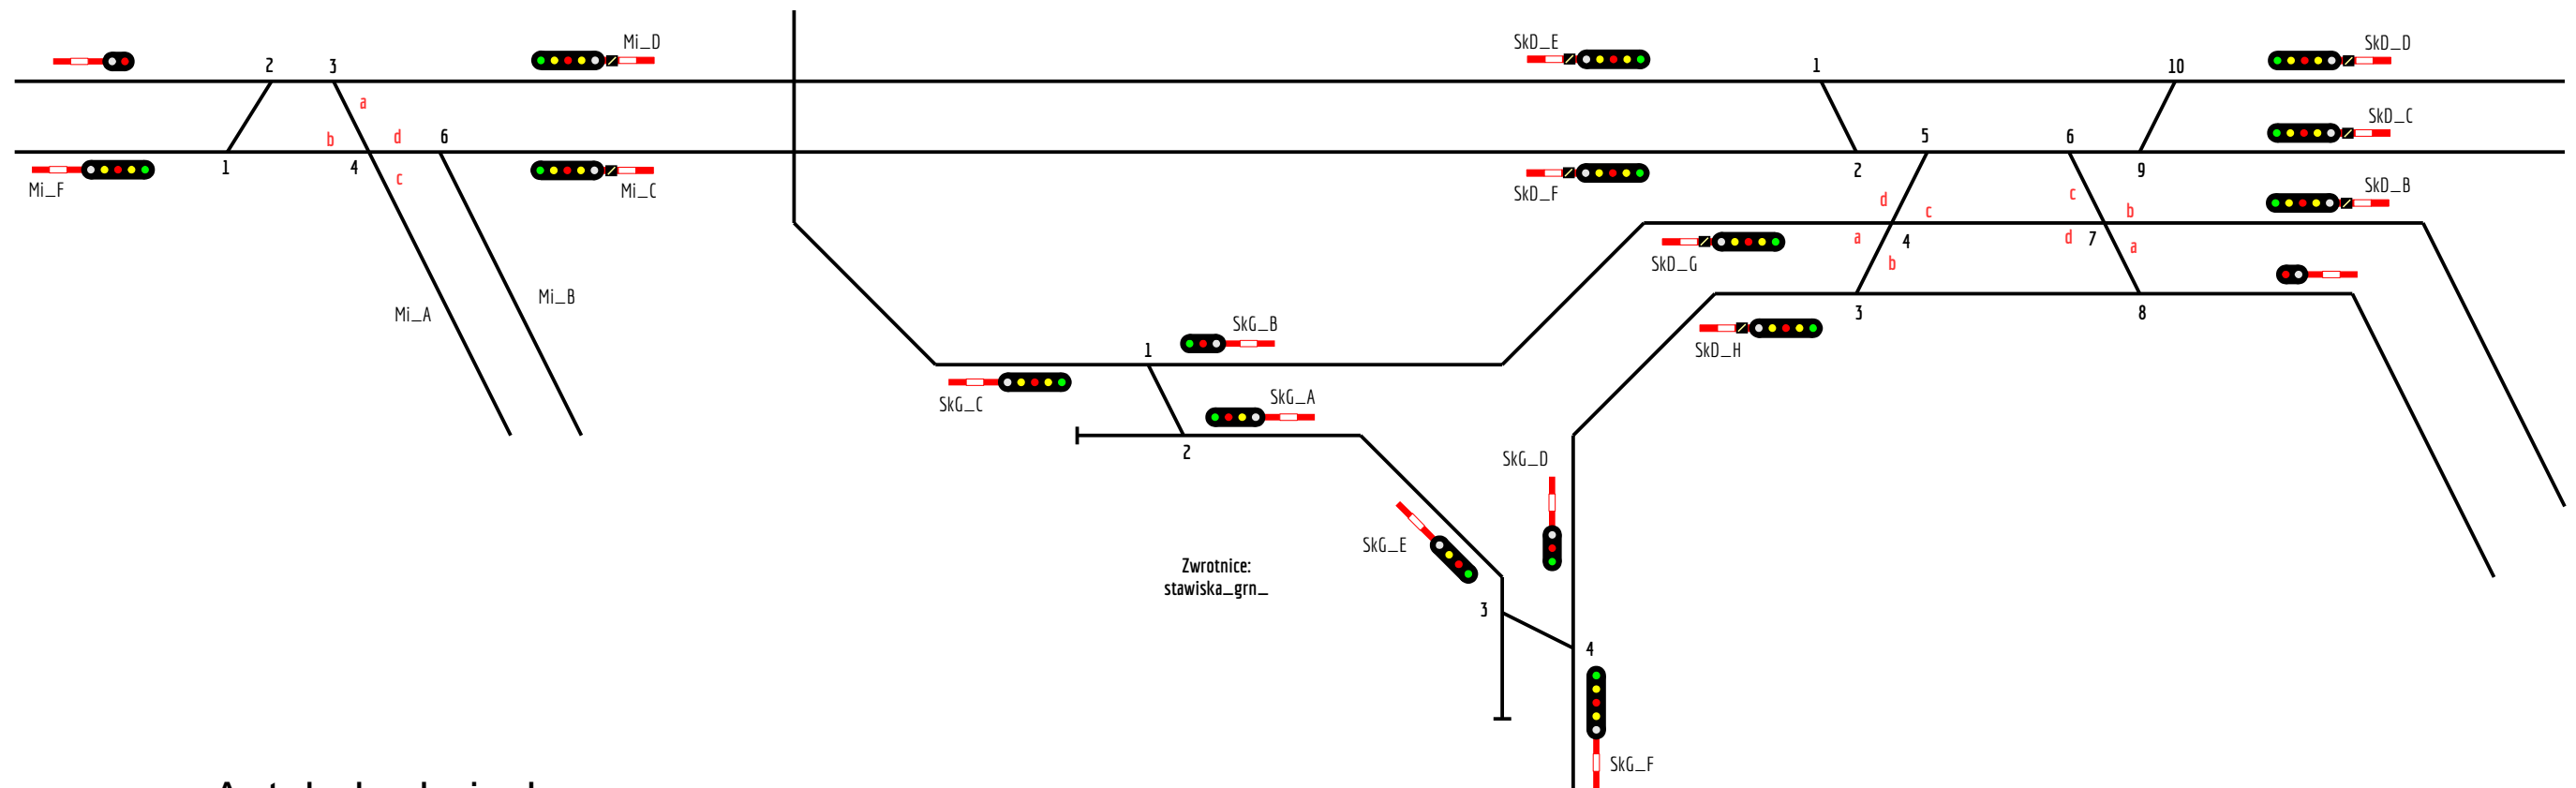 Mi_D
SkD_E
SkD_D
2
3
1
10
a
SkD_C
b
d
6
5
6
1
4
2
9
c
Mi_F
Mi_C
SkD_F
SkD_B
d
c
c
b
a
4
d
7
a
SkD_G
b
Mi_B
Mi_A
3
8
SkG_B
1
SkD_H
SkG_C
SkG_A
2
SkG_D
SkG_E
Zwrotnice:
stawiska_grn_
3
4
SkG_F